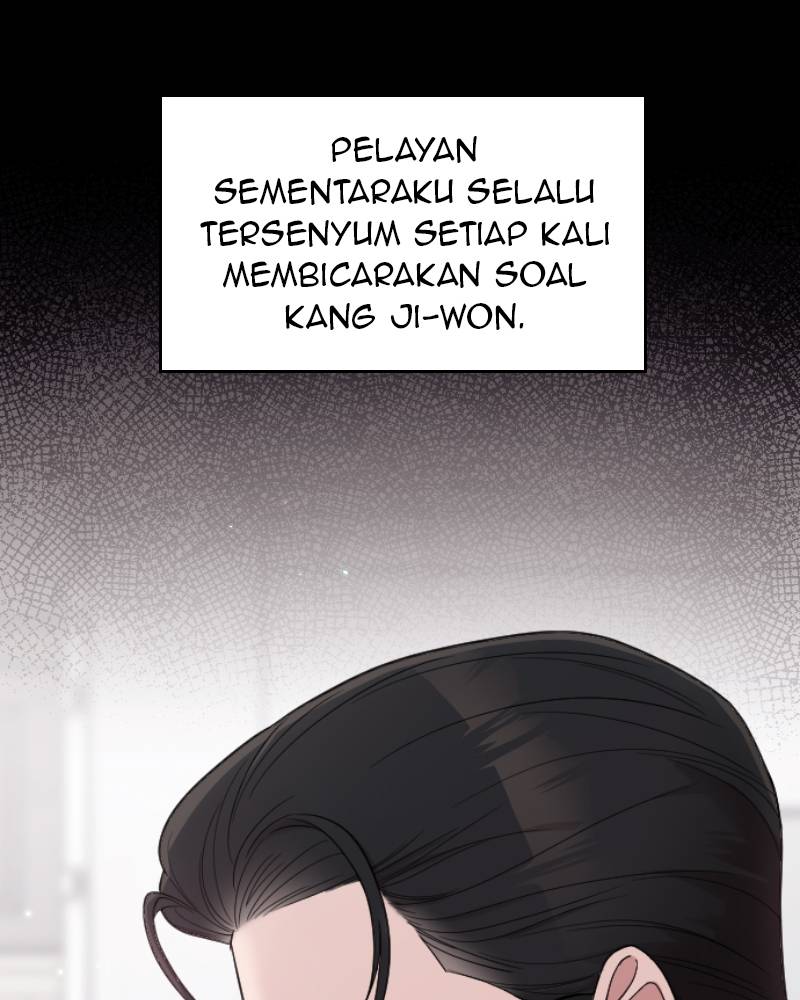 PELAYAN
SEMENTARAKU SELALU
TERSENYUM SETIAP KALI
MEMBICARAKAN SOAL
KANG JI-WON.